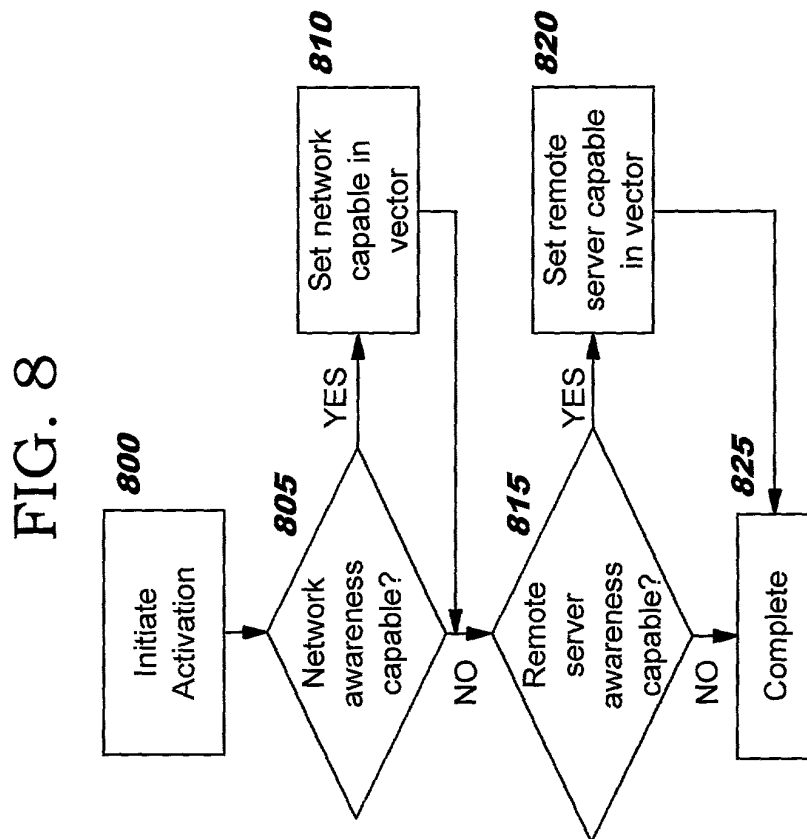 FIG. 8
800
Initiate
Activation
805
Network
awareness
capable?
YES
810
Set network
capable in
vector
NO
815
Remote
server
awareness
capable?
YES
820
Set remote
server capable
in vector
NO
825
Complete